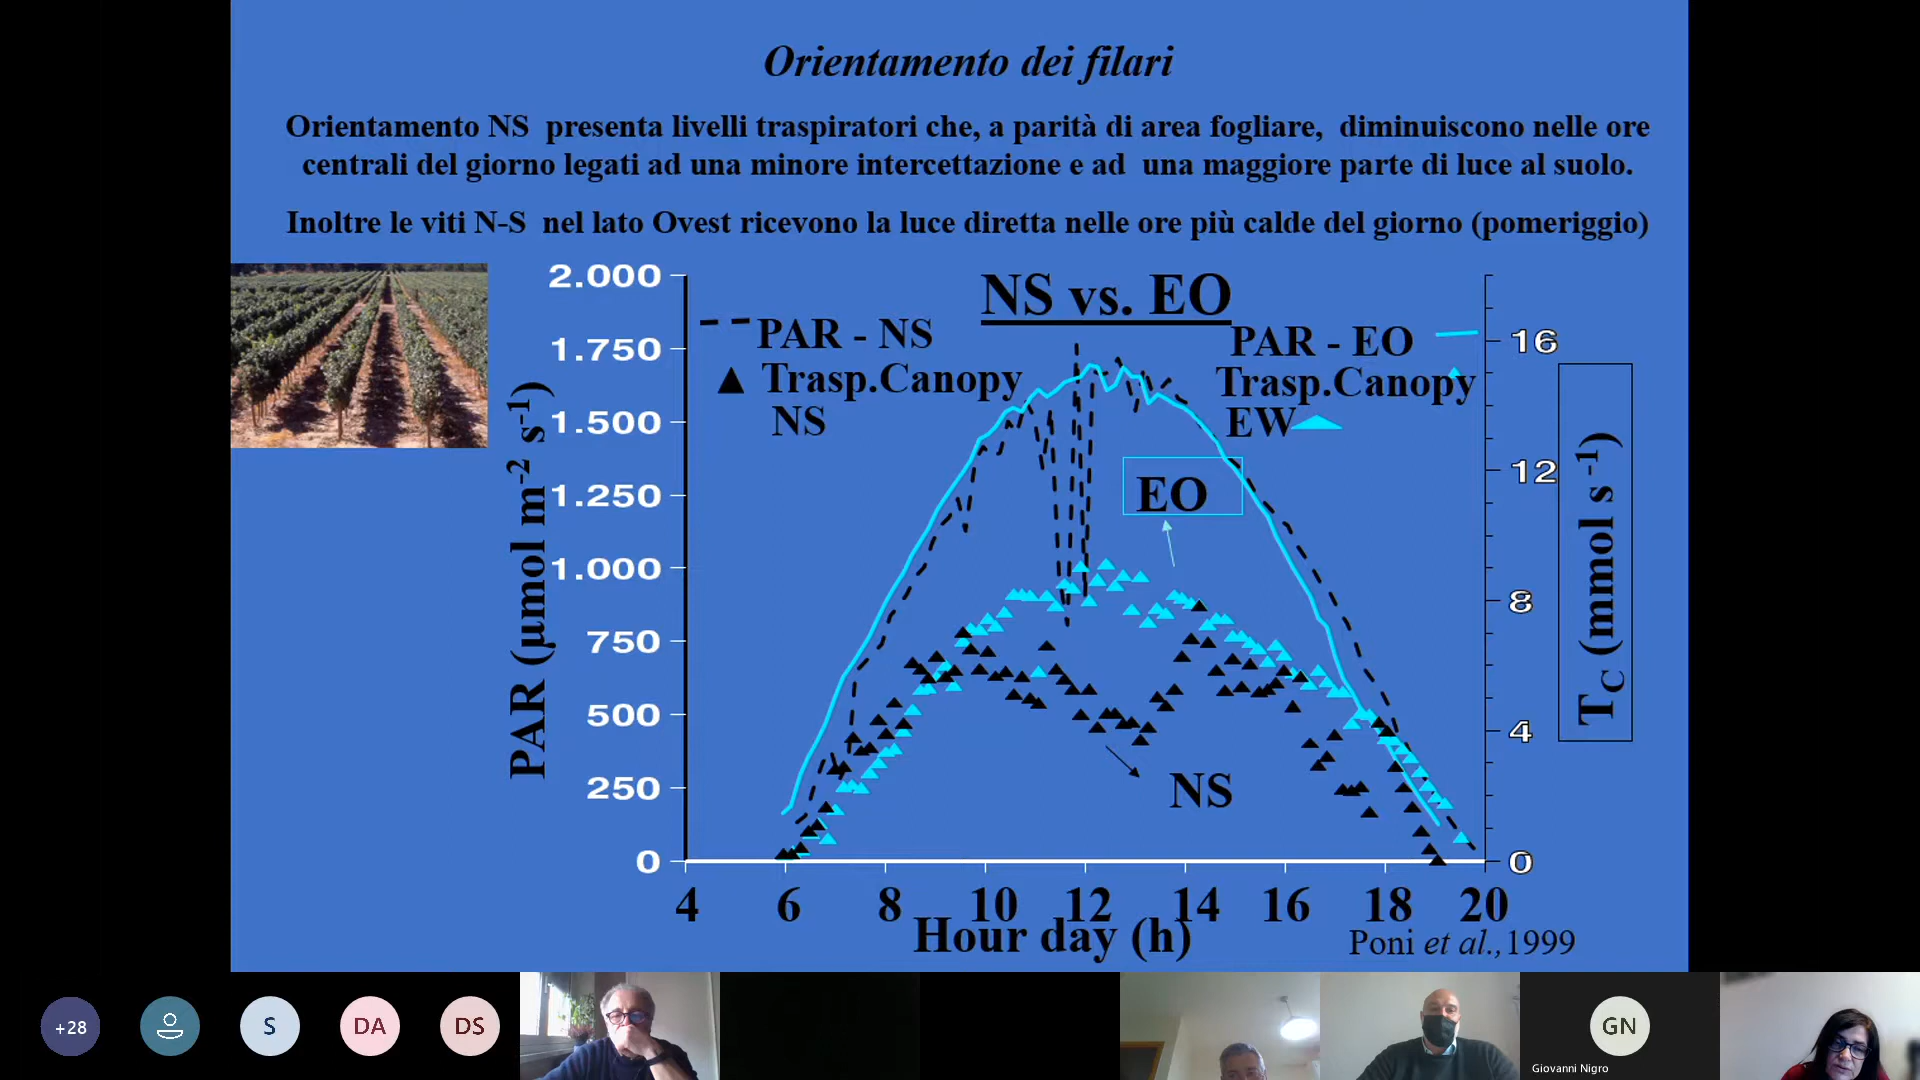 Orientamento dei filari
Orientamento NS presenta livelli traspiratori che, a parità di area fogliare, diminuiscono nelle ore
centrali del giorno legati ad una minore intercettazione e ad una maggiore parte di luce al suolo.
Inoltre le viti N-S nel lato Ovest ricevono la luce diretta nelle ore più calde del giorno (pomeriggio)
NS vs. EO
PAR - NS
Trasp.Canopy
NS
PAR - EO
Trasp.Canopy
EW
EO
NS
PAR (µmol m-2 s-1)
2.000
1.750
1.500
1.250
1.000
750
500
250
0
16
12
8
4
0
TC (mmol s -1)
4 6 8 10 12 14 16 18 20
Hour day (h)
Poni et al.,1999
+28
S
DA
DS
GN
Giovanni Nigro